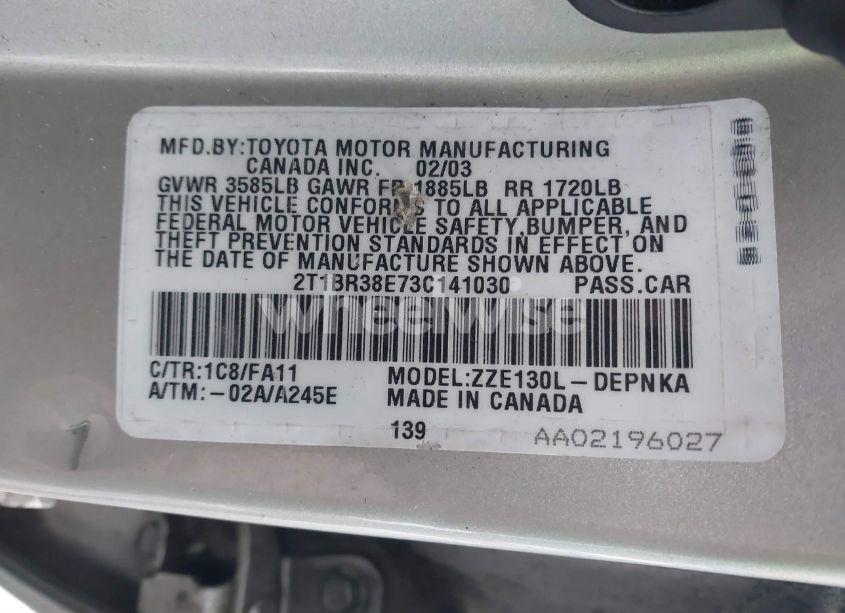 MFD.BY:TOYOTA MOTOR MANUFACTURING
CANADA INC. 02/03
GVWR 3585LB GAWR FR 1885LB RR 1720LB
THIS VEHICLE CONFORMS TO ALL APPLICABLE
FEDERAL MOTOR VEHICLE SAFETY,BUMPER, AND
THEFT PREVENTION STANDARDS IN EFFECT ON
THE DATE OF MANUFACTURE SHOWN ABOVE.
2T1BR38E73C141030 PASS.CAR
WheelWise
C/TR:1C8/FA11 MODEL:ZZE130L-DEPNKA
A/TM:-02A/A245E MADE IN CANADA
139 AA02196027